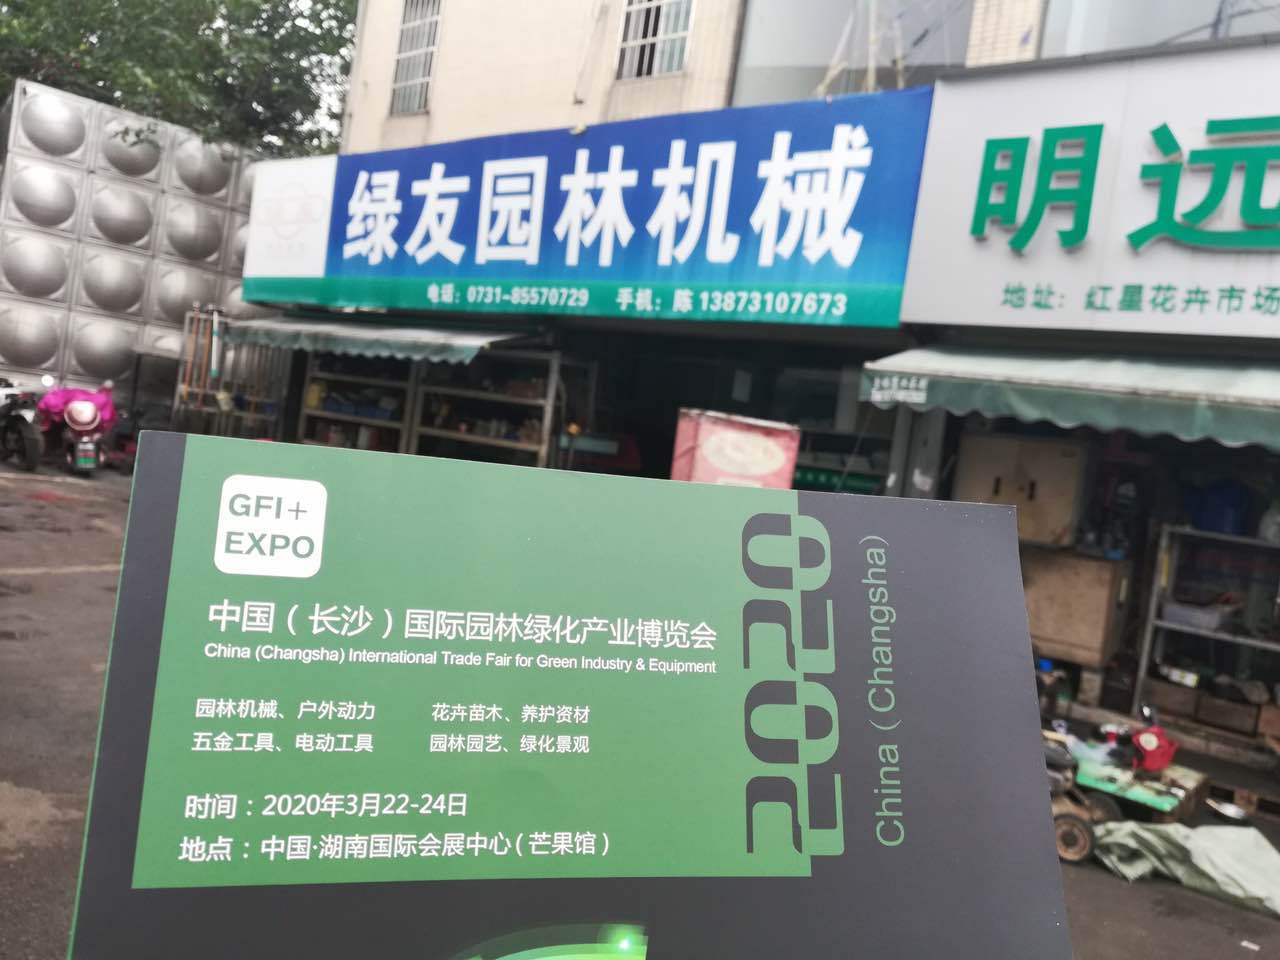 绿友园林机械
电话：0731-85570729 手机：陈 13873107673
明远
地址：红星花卉市场
GFI+
EXPO
中国（长沙）国际园林绿化产业博览会
China (Changsha) International Trade Fair for Green Industry & Equipment
园林机械、户外动力 花卉苗木、养护资材
五金工具、电动工具 园林园艺、绿化景观
时间：2020年3月22-24日
地点：中国·湖南国际会展中心（芒果馆）
2020
China（Changsha）